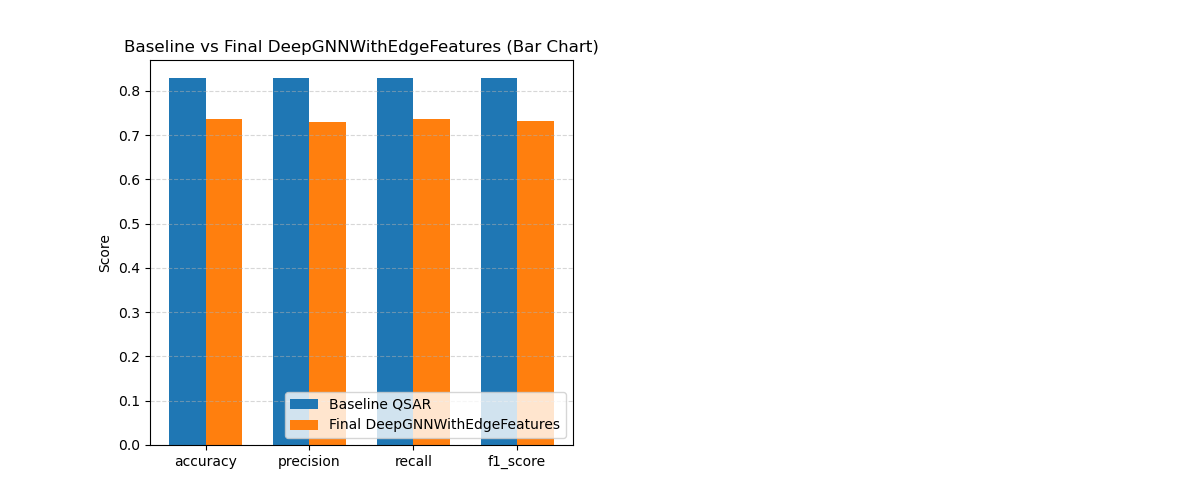 Baseline vs Final DeepGNNWithEdgeFeatures (Bar Chart)
Score
0.8
0.7
0.6
0.5
0.4
0.3
0.2
0.1
0.0
Baseline QSAR
Final DeepGNNWithEdgeFeatures
accuracy precision recall f1_score